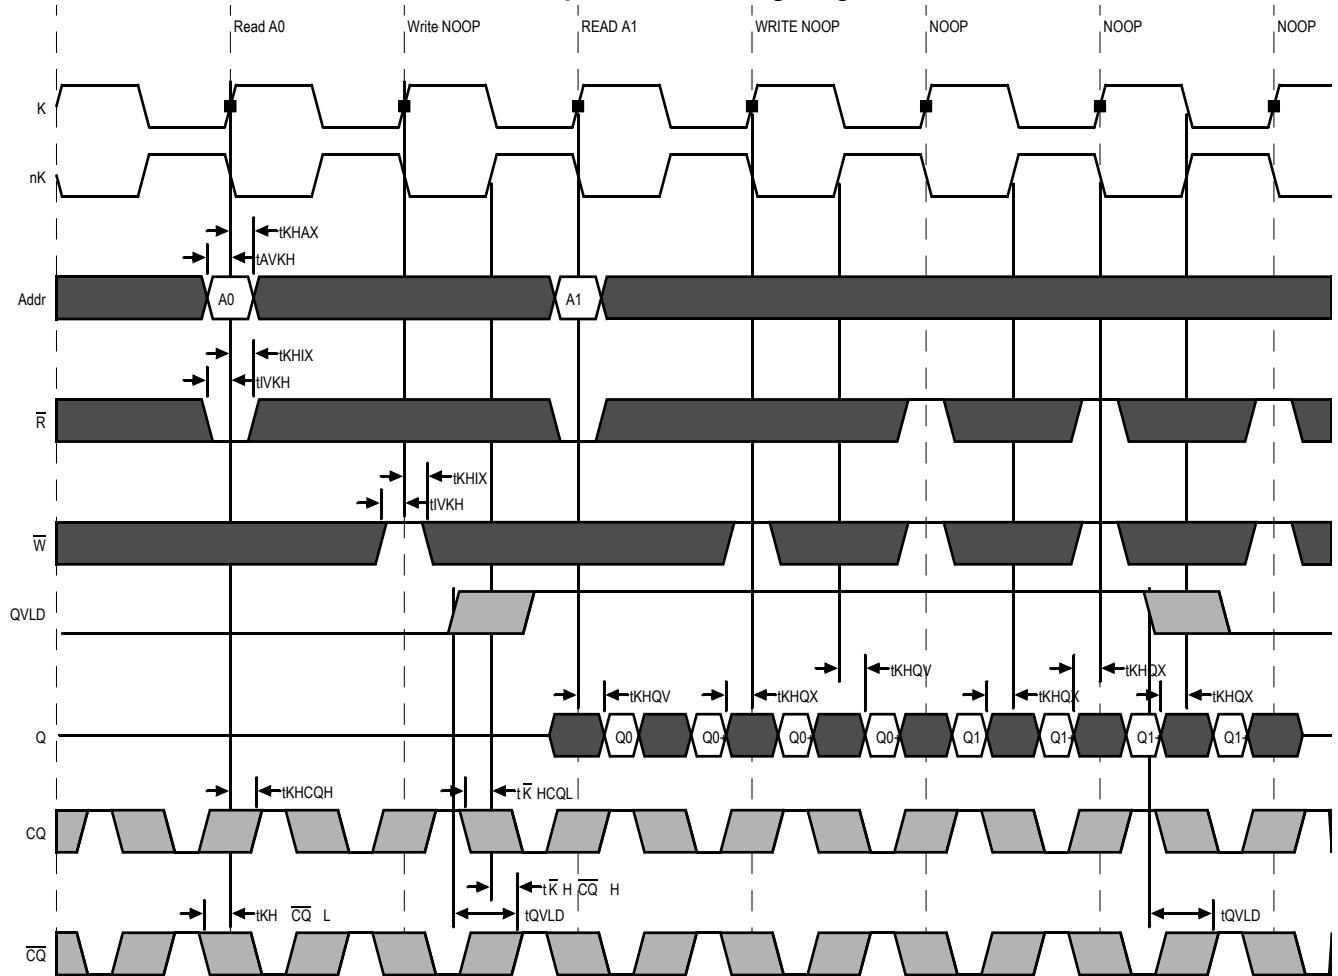 Read A0 Write NOOP READ A1 WRITE NOOP NOOP NOOP NOOP
K
nK
tKHAX
tAVKH
Addr A0 A1
tKHIX
tIVKH
R
tKHIX
tIVKH
W
QVLD
tKHQV tKHQX
tKHQV tKHQX tKHQX tKHQX
Q Q0 Q0+ Q0+ Q0+ Q1 Q1+ Q1+ Q1+
tKHCQH tK HCQL
CQ
tK H CQ H
tKH CQ L tQVLD tQVLD
CQ